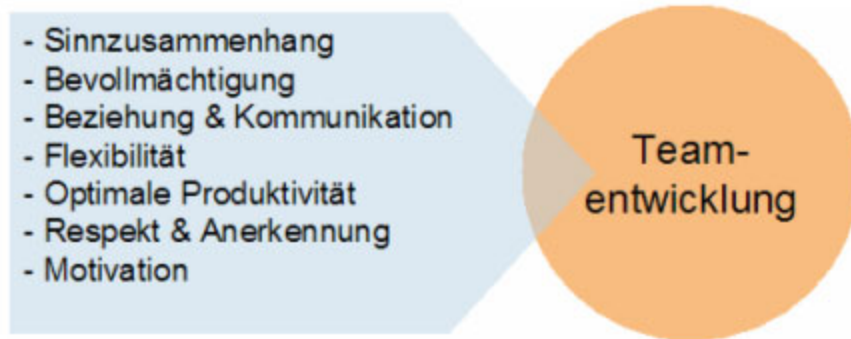 - Sinnzusammenhang
- Bevollmächtigung
- Beziehung & Kommunikation
- Flexibilität
- Optimale Produktivität
- Respekt & Anerkennung
- Motivation
Team-
entwicklung